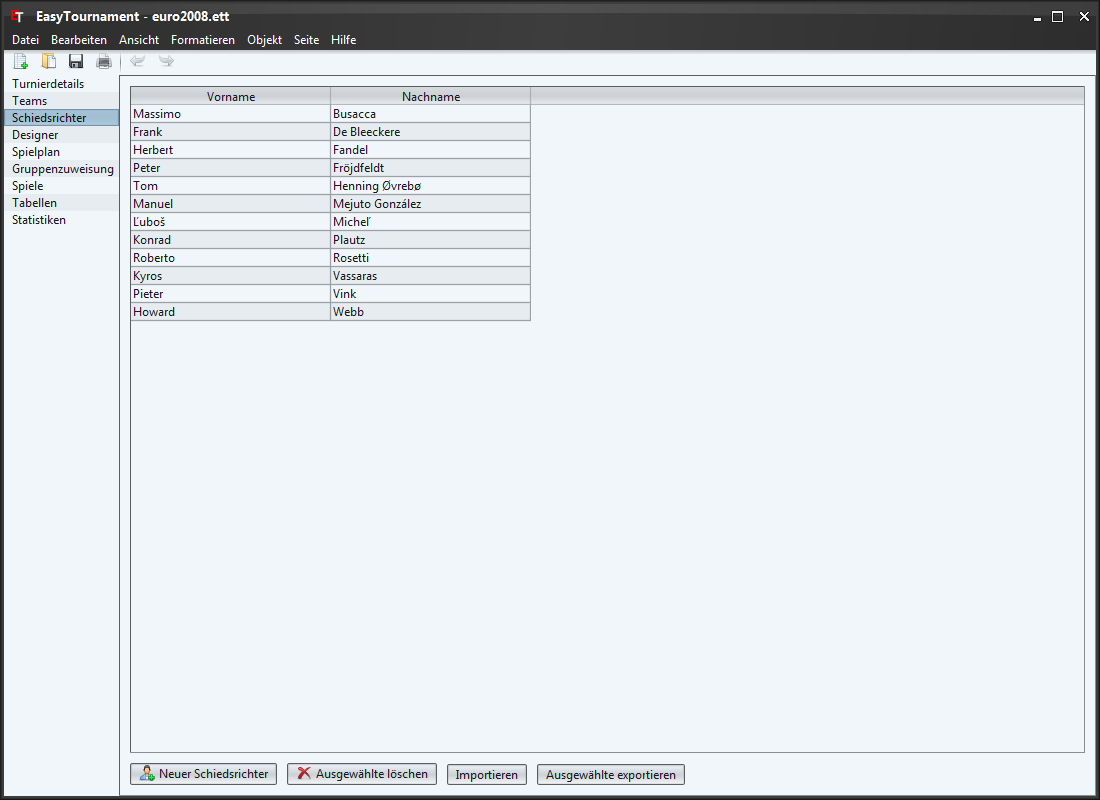 EasyTournament - euro2008.ett
Datei Bearbeiten Ansicht Formatieren Objekt Seite Hilfe
Turnierdetails
Teams
Schiedsrichter
Designer
Spielplan
Gruppenzuweisung
Spiele
Tabellen
Statistiken
Vorname Nachname
Massimo Busacca
Frank De Bleeckere
Herbert Fandel
Peter Fröjdfeldt
Tom Henning Øvrebø
Manuel Mejuto González
Ľuboš Micheľ
Konrad Plautz
Roberto Rosetti
Kyros Vassaras
Pieter Vink
Howard Webb
Neuer Schiedsrichter Ausgewählte löschen Importieren Ausgewählte exportieren